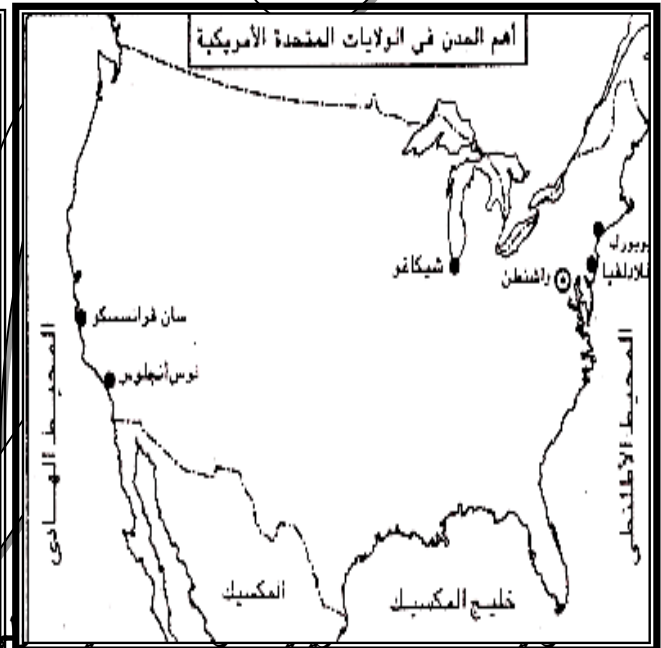 أهم المدن في الولايات المتحدة الأمريكية
شيكاغو
واشنطن
فلادلفيا
سان فرانسسكو
لوس أنجلوس
المحيط الهادى
المحيط الأطلنطى
المكسيك
خليج المكسيك